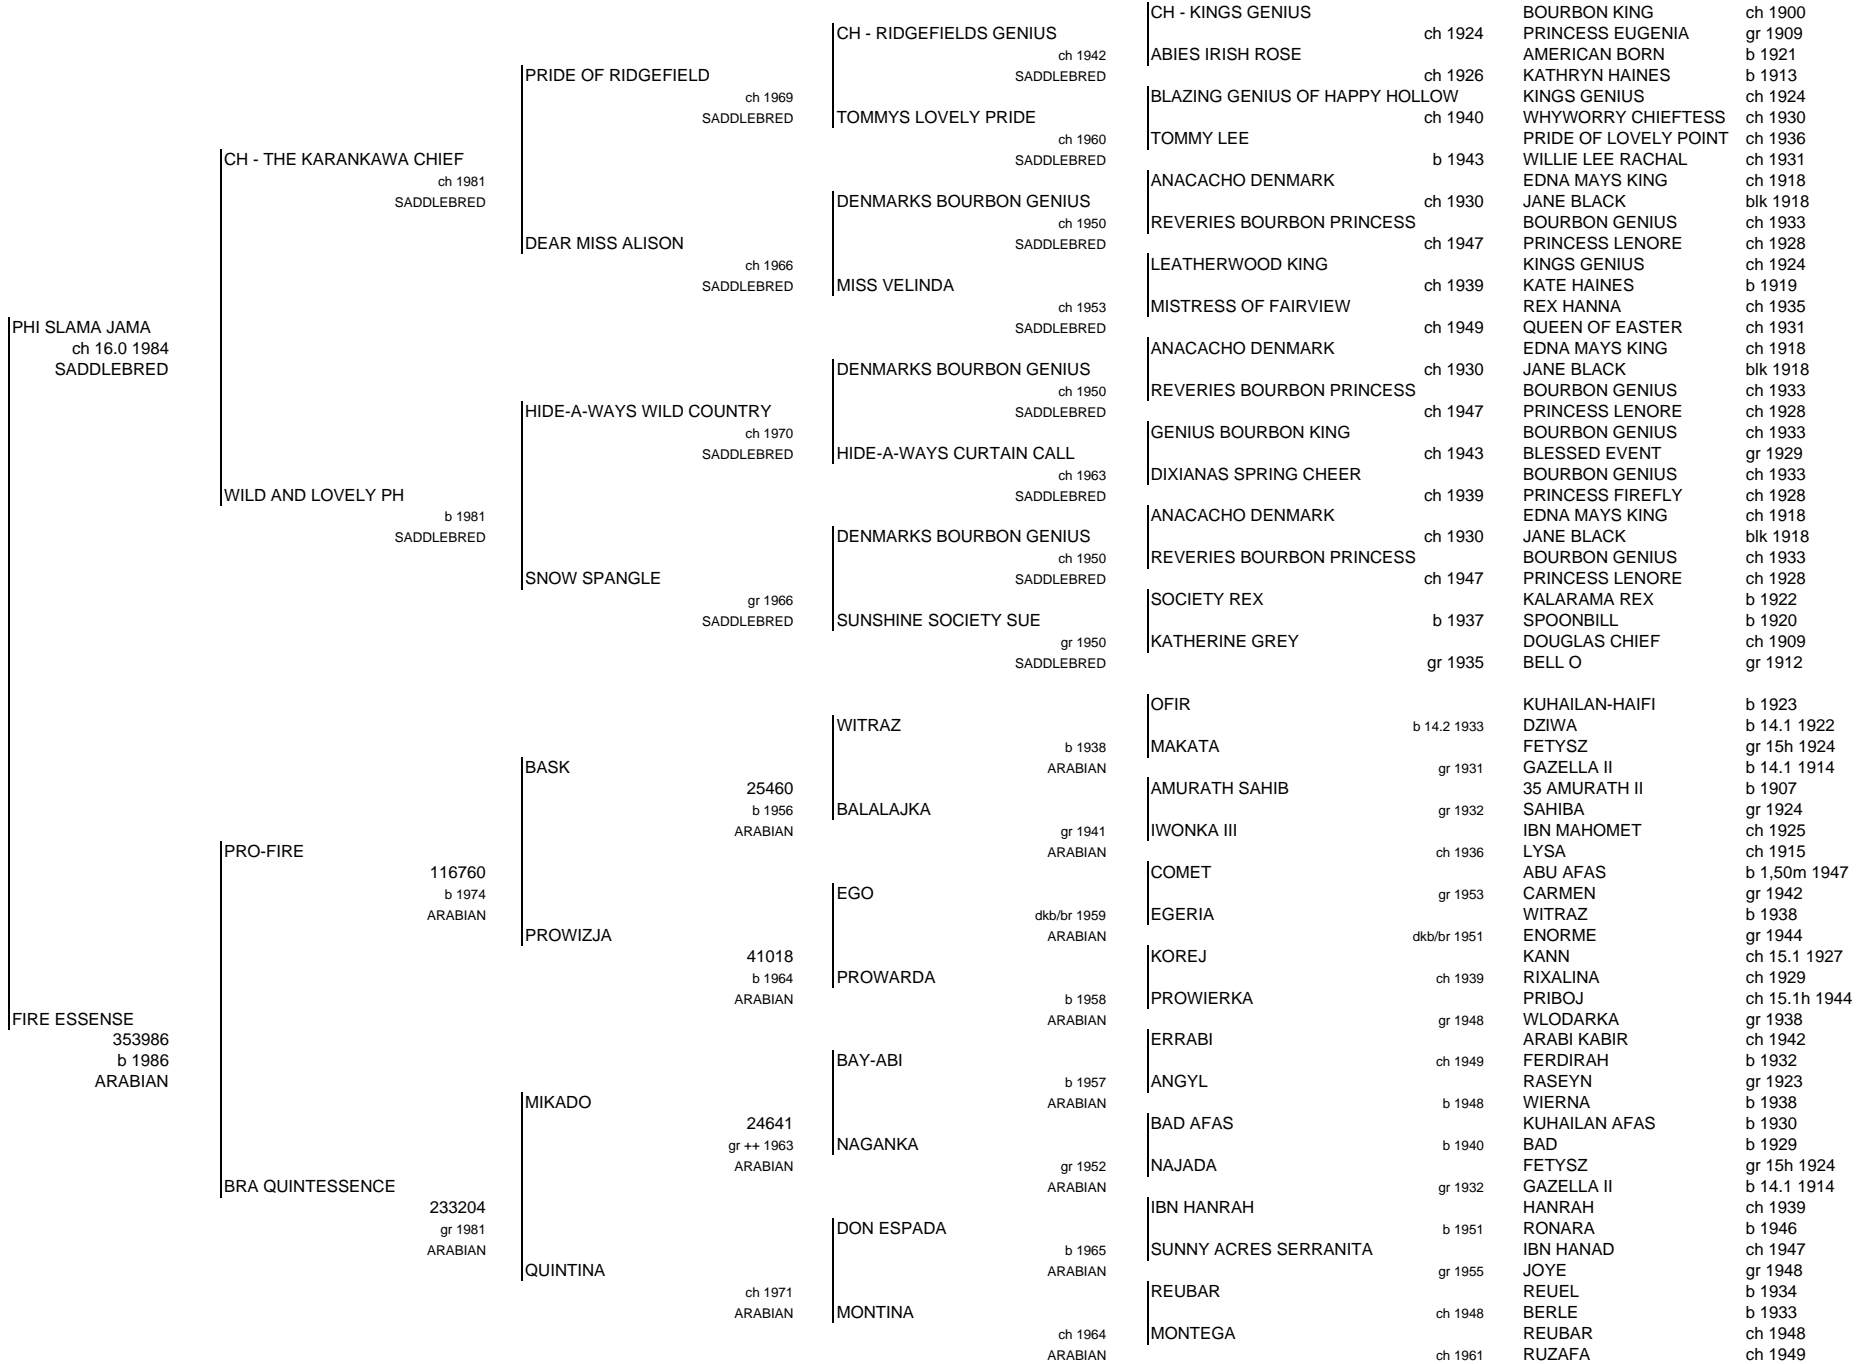 CH - KINGS GENIUS BOURBON KING ch 1900
CH - RIDGEFIELDS GENIUS ch 1924 PRINCESS EUGENIA gr 1909
ch 1942 ABIES IRISH ROSE AMERICAN BORN b 1921
PRIDE OF RIDGEFIELD SADDLEBRED ch 1926 KATHRYN HAINES b 1913
ch 1969 BLAZING GENIUS OF HAPPY HOLLOW KINGS GENIUS ch 1924
SADDLEBRED TOMMYS LOVELY PRIDE ch 1940 WHYWORRY CHIEFTESS ch 1930
ch 1960 TOMMY LEE PRIDE OF LOVELY POINT ch 1936
CH - THE KARANKAWA CHIEF SADDLEBRED b 1943 WILLIE LEE RACHAL ch 1931
ch 1981 ANACACHO DENMARK EDNA MAYS KING ch 1918
SADDLEBRED DENMARKS BOURBON GENIUS ch 1930 JANE BLACK blk 1918
ch 1950 REVERIES BOURBON PRINCESS BOURBON GENIUS ch 1933
DEAR MISS ALISON SADDLEBRED ch 1947 PRINCESS LENORE ch 1928
ch 1966 LEATHERWOOD KING KINGS GENIUS ch 1924
SADDLEBRED MISS VELINDA ch 1939 KATE HAINES b 1919
ch 1953 MISTRESS OF FAIRVIEW REX HANNA ch 1935
PHI SLAMA JAMA SADDLEBRED ch 1949 QUEEN OF EASTER ch 1931
ch 16.0 1984 ANACACHO DENMARK EDNA MAYS KING ch 1918
SADDLEBRED DENMARKS BOURBON GENIUS ch 1930 JANE BLACK blk 1918
ch 1950 REVERIES BOURBON PRINCESS BOURBON GENIUS ch 1933
HIDE-A-WAYS WILD COUNTRY SADDLEBRED ch 1947 PRINCESS LENORE ch 1928
ch 1970 GENIUS BOURBON KING BOURBON GENIUS ch 1933
SADDLEBRED HIDE-A-WAYS CURTAIN CALL ch 1943 BLESSED EVENT gr 1929
ch 1963 DIXIANAS SPRING CHEER BOURBON GENIUS ch 1933
WILD AND LOVELY PH SADDLEBRED ch 1939 PRINCESS FIREFLY ch 1928
b 1981 ANACACHO DENMARK EDNA MAYS KING ch 1918
SADDLEBRED DENMARKS BOURBON GENIUS ch 1930 JANE BLACK blk 1918
ch 1950 REVERIES BOURBON PRINCESS BOURBON GENIUS ch 1933
SNOW SPANGLE SADDLEBRED ch 1947 PRINCESS LENORE ch 1928
gr 1966 SOCIETY REX KALARAMA REX b 1922
SADDLEBRED SUNSHINE SOCIETY SUE b 1937 SPOONBILL b 1920
gr 1950 KATHERINE GREY DOUGLAS CHIEF ch 1909
SADDLEBRED gr 1935 BELL O gr 1912
OFIR KUHAILAN-HAIFI b 1923
WITRAZ b 14.2 1933 DZIWA b 14.1 1922
b 1938 MAKATA FETYSZ gr 15h 1924
BASK ARABIAN gr 1931 GAZELLA II b 14.1 1914
25460 AMURATH SAHIB 35 AMURATH II b 1907
b 1956 BALALAJKA gr 1932 SAHIBA gr 1924
ARABIAN gr 1941 IWONKA III IBN MAHOMET ch 1925
PRO-FIRE ARABIAN ch 1936 LYSA ch 1915
116760 COMET ABU AFAS b 1,50m 1947
b 1974 EGO gr 1953 CARMEN gr 1942
ARABIAN dkb/br 1959 EGERIA WITRAZ b 1938
PROWIZJA ARABIAN dkb/br 1951 ENORME gr 1944
41018 KOREJ KANN ch 15.1 1927
b 1964 PROWARDA ch 1939 RIXALINA ch 1929
ARABIAN b 1958 PROWIERKA PRIBOJ ch 15.1h 1944
FIRE ESSENSE ARABIAN gr 1948 WLODARKA gr 1938
353986 ERRABI ARABI KABIR ch 1942
b 1986 BAY-ABI ch 1949 FERDIRAH b 1932
ARABIAN b 1957 ANGYL RASEYN gr 1923
MIKADO ARABIAN b 1948 WIERNA b 1938
24641 BAD AFAS KUHAILAN AFAS b 1930
gr ++ 1963 NAGANKA b 1940 BAD b 1929
ARABIAN gr 1952 NAJADA FETYSZ gr 15h 1924
BRA QUINTESSENCE ARABIAN gr 1932 GAZELLA II b 14.1 1914
233204 IBN HANRAH HANRAH ch 1939
gr 1981 DON ESPADA b 1951 RONARA b 1946
ARABIAN b 1965 SUNNY ACRES SERRANITA IBN HANAD ch 1947
QUINTINA ARABIAN gr 1955 JOYE gr 1948
ch 1971 REUBAR REUEL b 1934
ARABIAN MONTINA ch 1948 BERLE b 1933
ch 1964 MONTEGA REUBAR ch 1948
ARABIAN ch 1961 RUZAFA ch 1949